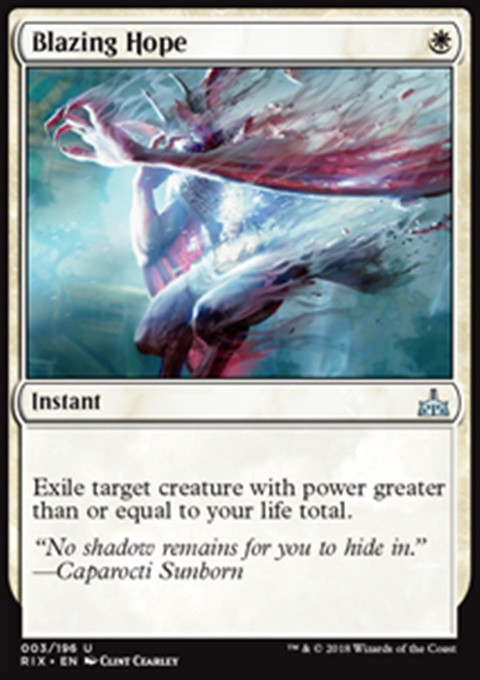 Blazing Hope
Instant
Exile target creature with power greater
than or equal to your life total.
“No shadow remains for you to hide in.”
—Caparocti Sunborn
003/196 U
RIX • EN Clint Cearley
™ & © 2018 Wizards of the Coast